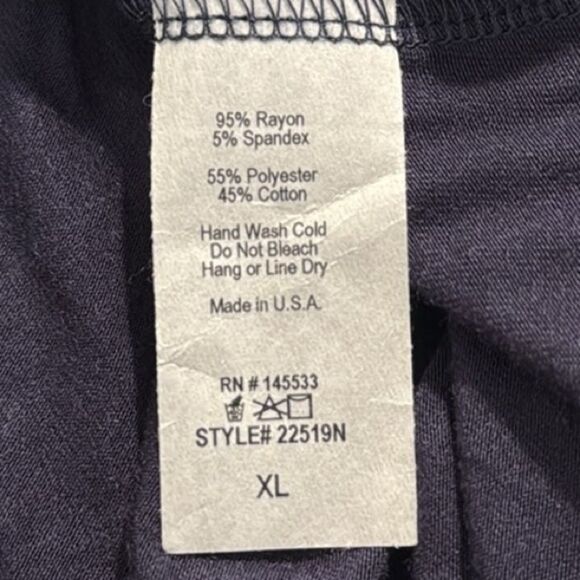 95% Rayon
5% Spandex
55% Polyester
45% Cotton
Hand Wash Cold
Do Not Bleach
Hang or Line Dry
Made in U.S.A.
RN # 145533
STYLE# 22519N
XL